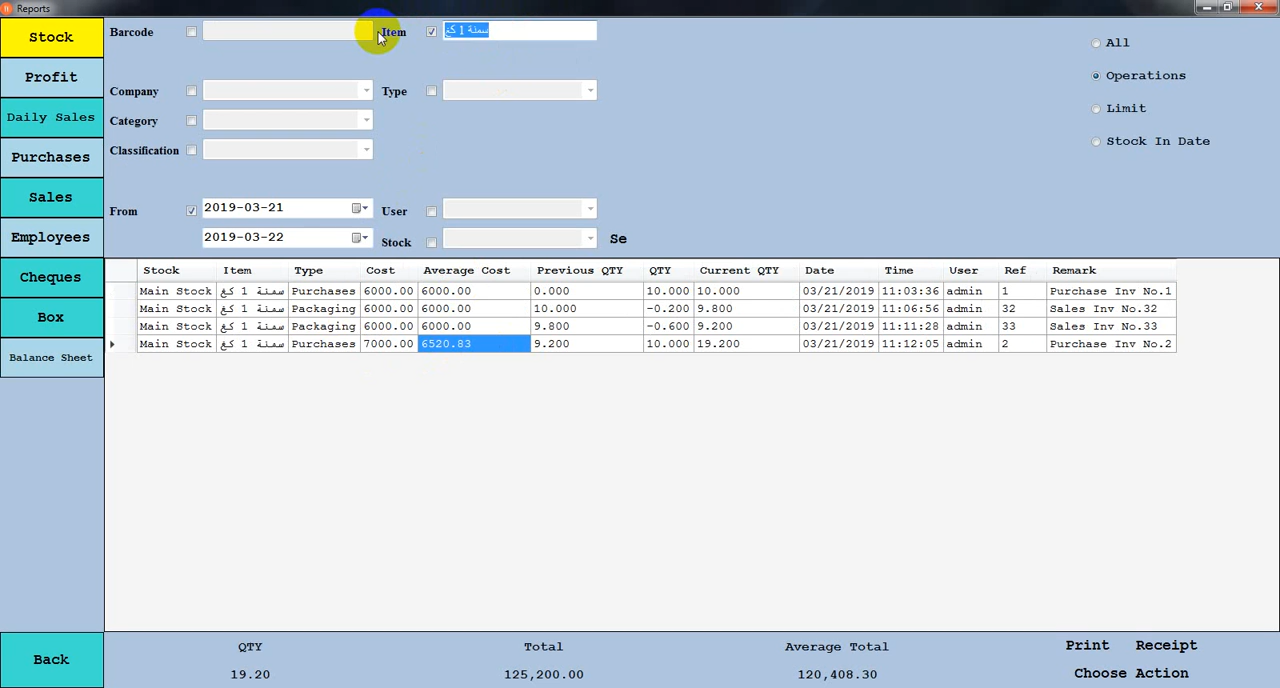 Reports
Stock
Profit
Daily Sales
Purchases
Sales
Employees
Cheques
Box
Balance Sheet
Back
Barcode
Item سمنة 1 كغ
Company
Type
Category
Classification
From 2019-03-21
User
2019-03-22
Stock
Se
All
Operations
Limit
Stock In Date
Stock Item Type Cost Average Cost Previous QTY QTY Current QTY Date Time User Ref Remark
Main Stock سمنة 1 كغ Purchases 6000.00 6000.00 0.000 10.000 10.000 03/21/2019 11:03:36 admin 1 Purchase Inv No.1
Main Stock سمنة 1 كغ Packaging 6000.00 6000.00 10.000 -0.200 9.800 03/21/2019 11:06:56 admin 32 Sales Inv No.32
Main Stock سمنة 1 كغ Packaging 6000.00 6000.00 9.800 -0.600 9.200 03/21/2019 11:11:28 admin 33 Sales Inv No.33
Main Stock سمنة 1 كغ Purchases 7000.00 6520.83 9.200 10.000 19.200 03/21/2019 11:12:05 admin 2 Purchase Inv No.2
QTY Total Average Total
19.20 125,200.00 120,408.30
Print Receipt
Choose Action